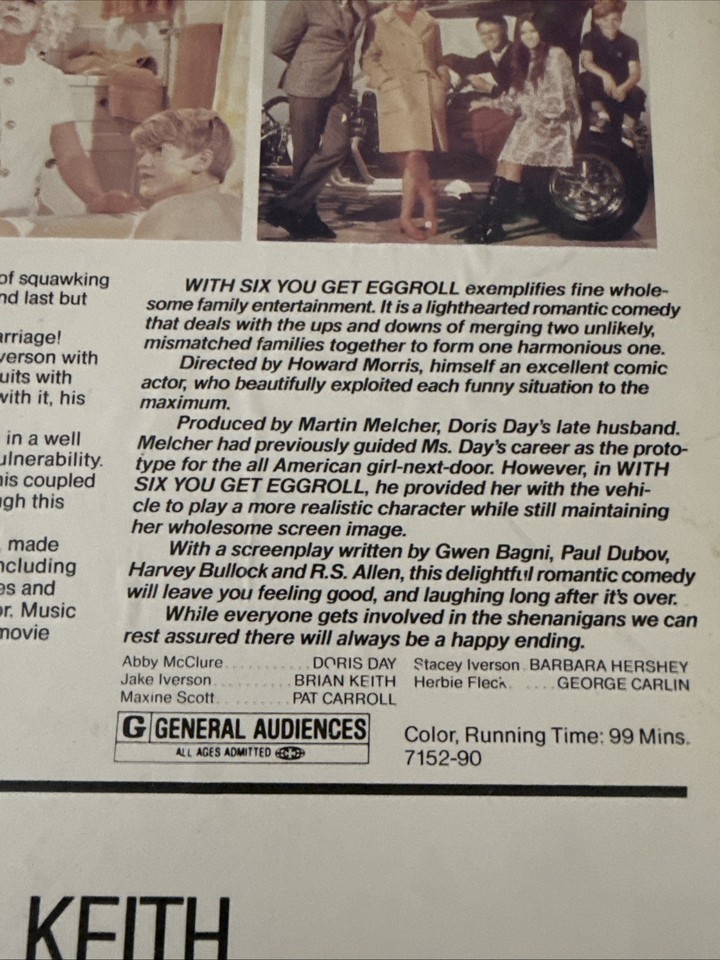 of squawking
nd last but
arriage!
verson with
uits with
with it, his
in a well
ulnerability.
his coupled
gh this
made
ncluding
es and
or. Music
movie
WITH SIX YOU GET EGGROLL exemplifies fine whole-
some family entertainment. It is a lighthearted romantic comedy
that deals with the ups and downs of merging two unlikely,
mismatched families together to form one harmonious one.
Directed by Howard Morris, himself an excellent comic
actor, who beautifully exploited each funny situation to the
maximum.
Produced by Martin Melcher, Doris Day's late husband.
Melcher had previously guided Ms. Day's career as the proto-
type for the all American girl-next-door. However, in WITH
SIX YOU GET EGGROLL, he provided her with the vehi-
cle to play a more realistic character while still maintaining
her wholesome screen image.
With a screenplay written by Gwen Bagni, Paul Dubov,
Harvey Bullock and R.S. Allen, this delightful romantic comedy
will leave you feeling good, and laughing long after it's over.
While everyone gets involved in the shenanigans we can
rest assured there will always be a happy ending.
Abby McClure..........DORIS DAY
Jake Iverson..........BRIAN KEITH
Maxine Scott..........PAT CARROLL
Stacey Iverson.BARBARA HERSHEY
Herbie Fleck.....GEORGE CARLIN
G GENERAL AUDIENCES
ALL AGES ADMITTED
Color, Running Time: 99 Mins.
7152-90
KEITH